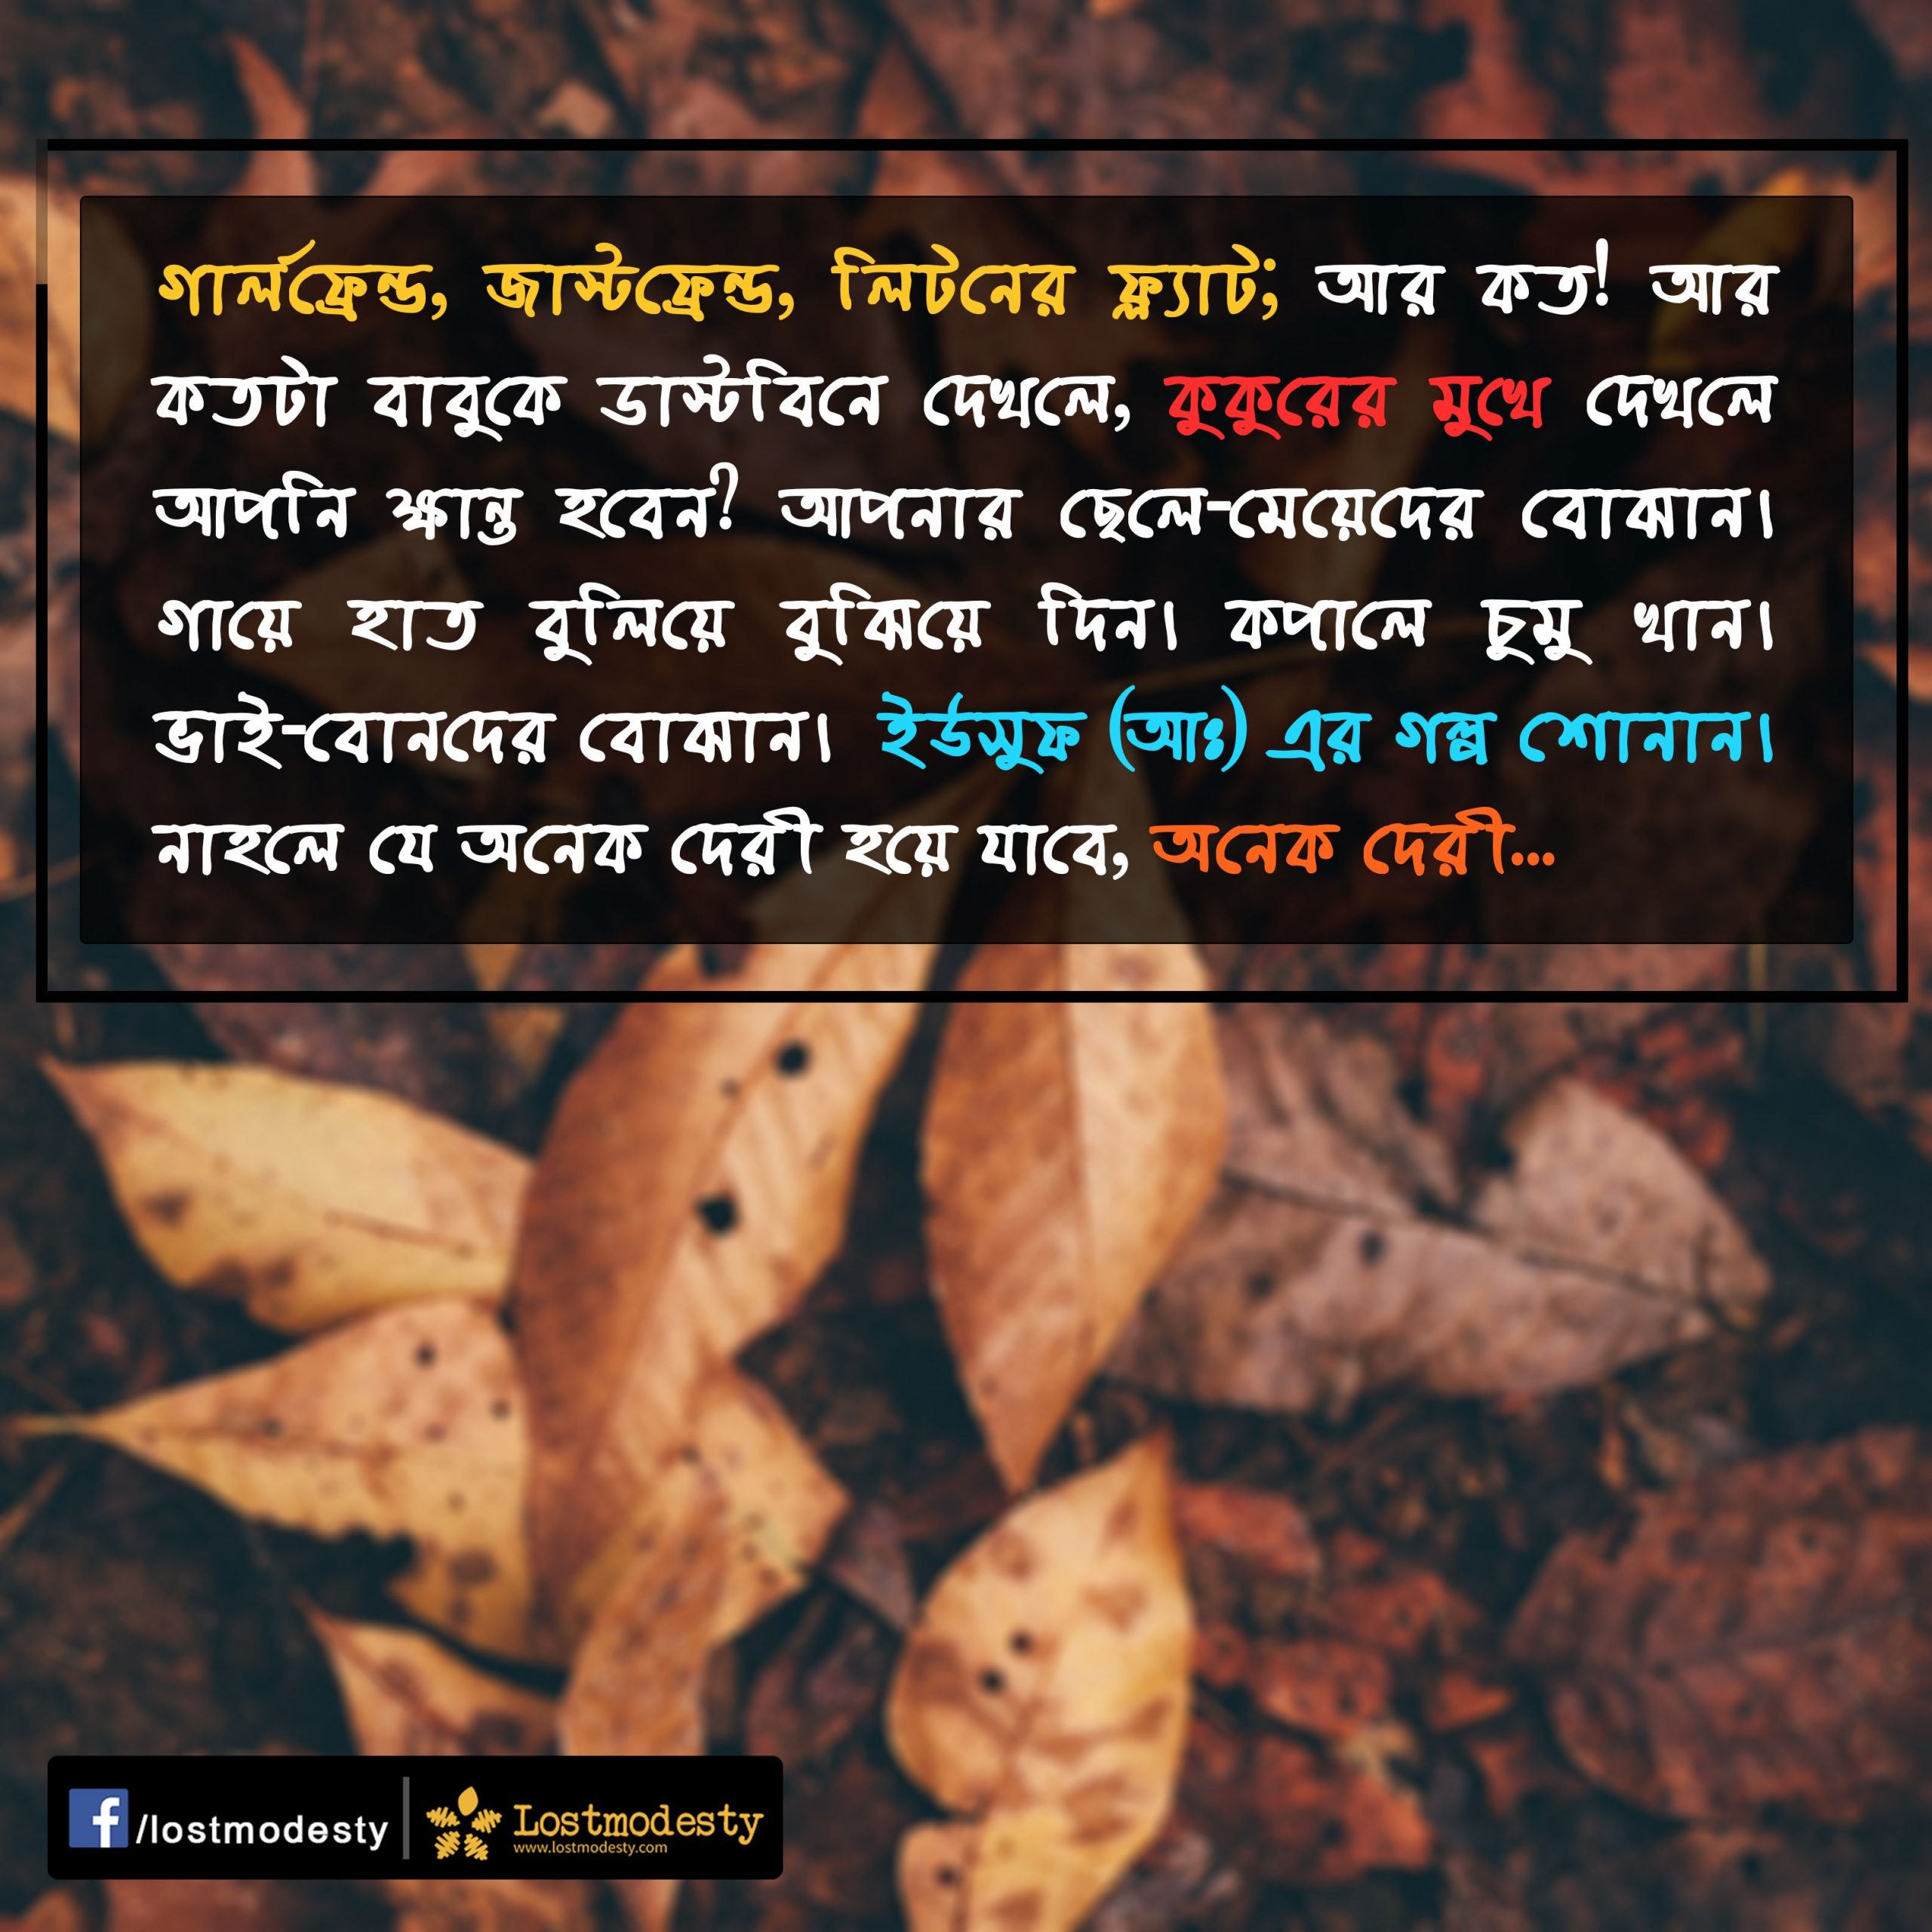 গার্লফ্রেন্ড, জাস্টফ্রেন্ড, লিটনের ফ্ল্যাট; আর কত! আর
কতটা বাবুকে ডাস্টবিনে দেখলে, কুকুরের মুখে দেখলে
আপনি ক্ষান্ত হবেন? আপনার ছেলে-মেয়েদের বোঝান।
গায়ে হাত বুলিয়ে বুঝিয়ে দিন। কপালে চুমু খান।
ভাই-বোনদের বোঝান। ইউসুফ (আঃ) এর গল্প শোনান।
নাহলে যে অনেক দেরী হয়ে যাবে, অনেক দেরী...
f/lostmodesty
Lostmodesty
www.lostmodesty.com